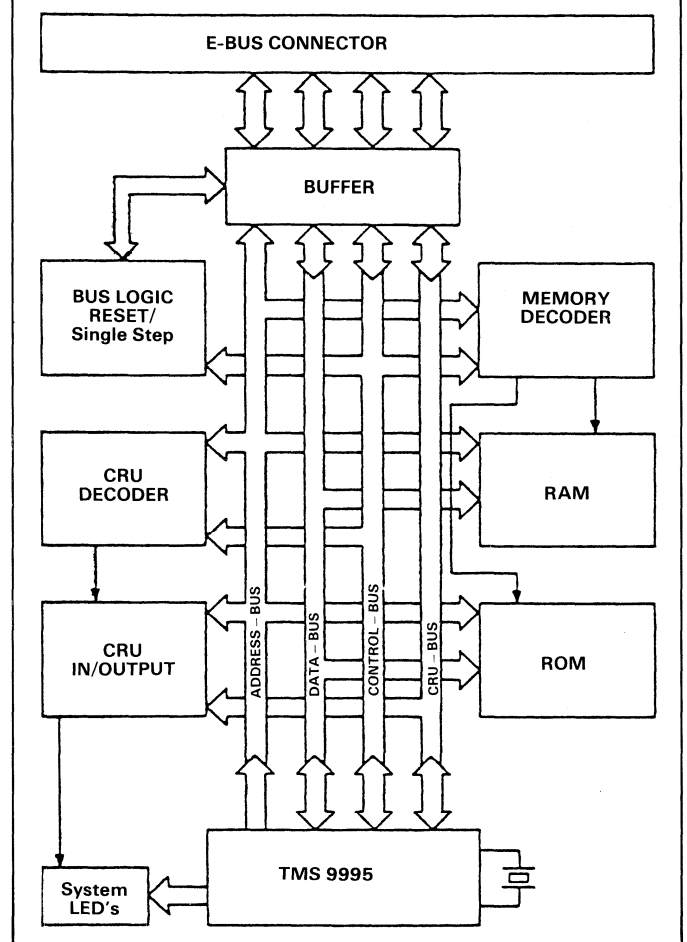 E-BUS CONNECTOR
BUFFER
BUS LOGIC
RESET/
Single Step
MEMORY
DECODER
CRU
DECODER
RAM
CRU
IN/OUTPUT
ADDRESS – BUS
DATA – BUS
CONTROL – BUS
CRU – BUS
ROM
TMS 9995
System
LED's